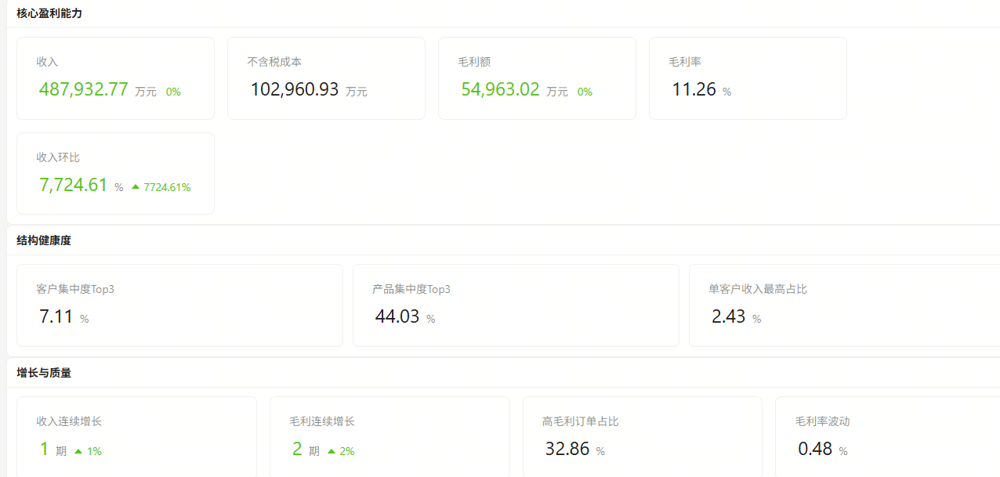 核心盈利能力
收入 不含税成本 毛利额 毛利率
487,932.77 万元 0% 102,960.93 万元 54,963.02 万元 0% 11.26 %
收入环比
7,724.61 % ▲ 7724.61%
结构健康度
客户集中度Top3 产品集中度Top3 单客户收入最高占比
7.11 % 44.03 % 2.43 %
增长与质量
收入连续增长 毛利连续增长 高毛利订单占比 毛利率波动
1 期 ▲ 1% 2 期 ▲ 2% 32.86 % 0.48 %